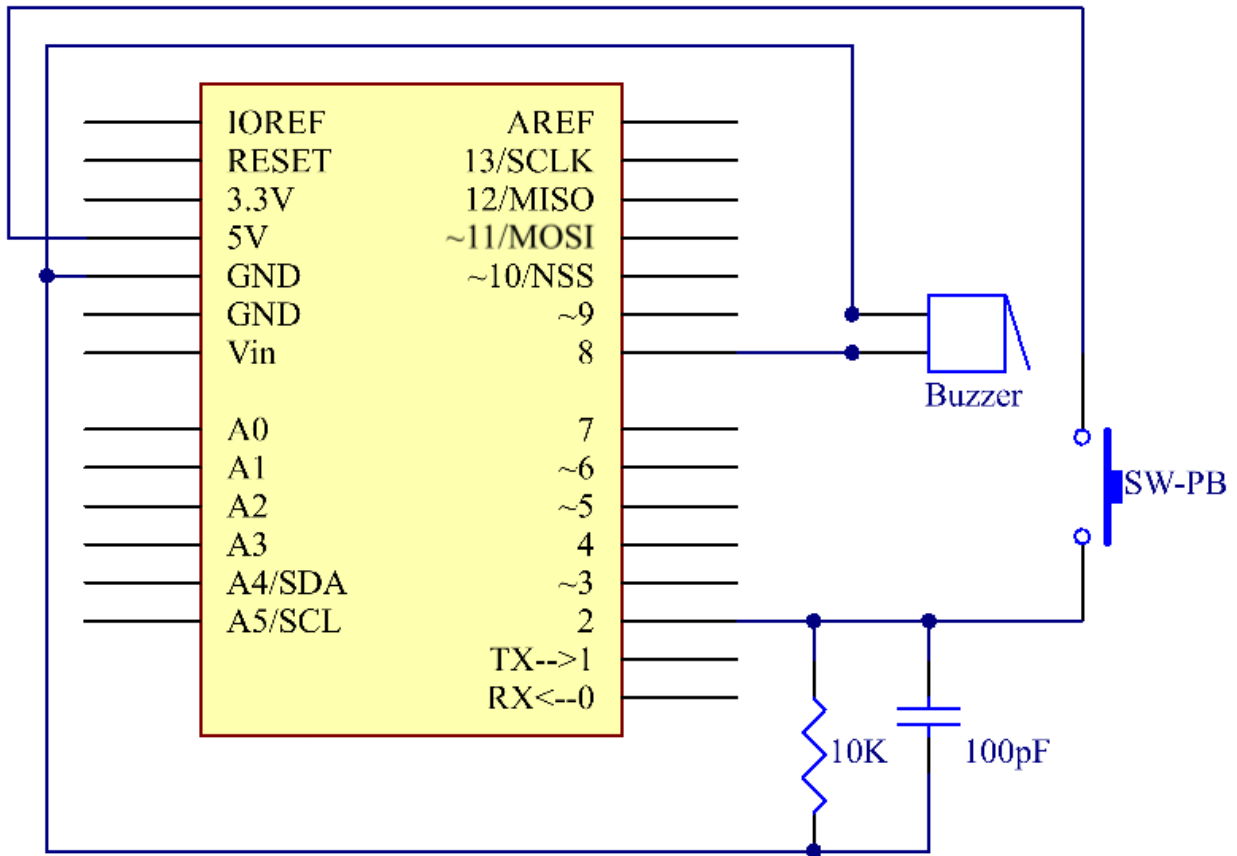 IOREF
RESET
3.3V
5V
GND
GND
Vin
A0
A1
A2
A3
A4/SDA
A5/SCL
AREF
13/SCLK
12/MISO
~11/MOSI
~10/NSS
~9
8
7
~6
~5
4
~3
2
TX-->1
RX<--0
Buzzer
SW-PB
10K
100pF